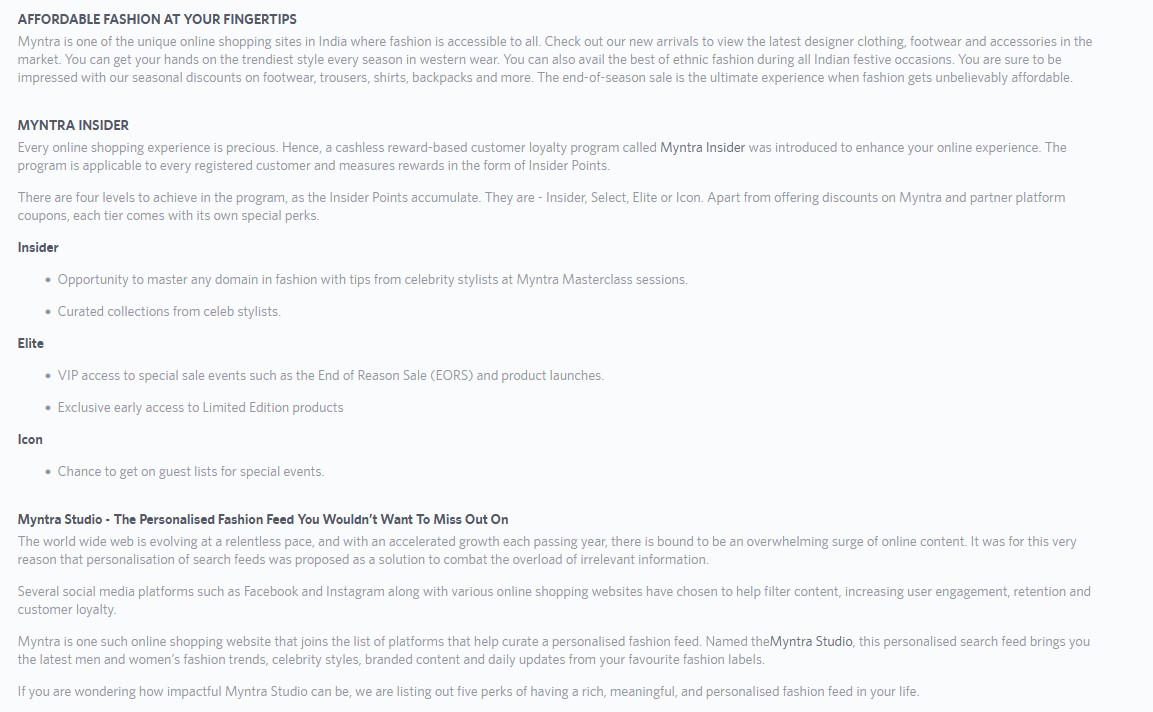 AFFORDABLE FASHION AT YOUR FINGERTIPS
Myntra is one of the unique online shopping sites in India where fashion is accessible to all. Check out our new arrivals to view the latest designer clothing, footwear and accessories in the
market. You can get your hands on the trendiest style every season in western wear. You can also avail the best of ethnic fashion during all Indian festive occasions. You are sure to be
impressed with our seasonal discounts on footwear, trousers, shirts, backpacks and more. The end-of-season sale is the ultimate experience when fashion gets unbelievably affordable.
MYNTRA INSIDER
Every online shopping experience is precious. Hence, a cashless reward-based customer loyalty program called Myntra Insider was introduced to enhance your online experience. The
program is applicable to every registered customer and measures rewards in the form of Insider Points.
There are four levels to achieve in the program, as the Insider Points accumulate. They are - Insider, Select, Elite or Icon. Apart from offering discounts on Myntra and partner platform
coupons, each tier comes with its own special perks.
Insider
• Opportunity to master any domain in fashion with tips from celebrity stylists at Myntra Masterclass sessions.
• Curated collections from celeb stylists.
Elite
• VIP access to special sale events such as the End of Reason Sale (EORS) and product launches.
• Exclusive early access to Limited Edition products
Icon
• Chance to get on guest lists for special events.
Myntra Studio - The Personalised Fashion Feed You Wouldn't Want To Miss Out On
The world wide web is evolving at a relentless pace, and with an accelerated growth each passing year, there is bound to be an overwhelming surge of online content. It was for this very
reason that personalisation of search feeds was proposed as a solution to combat the overload of irrelevant information.
Several social media platforms such as Facebook and Instagram along with various online shopping websites have chosen to help filter content, increasing user engagement, retention and
customer loyalty.
Myntra is one such online shopping website that joins the list of platforms that help curate a personalised fashion feed. Named theMyntra Studio, this personalised search feed brings you
the latest men and women's fashion trends, celebrity styles, branded content and daily updates from your favourite fashion labels.
If you are wondering how impactful Myntra Studio can be, we are listing out five perks of having a rich, meaningful, and personalised fashion feed in your life.